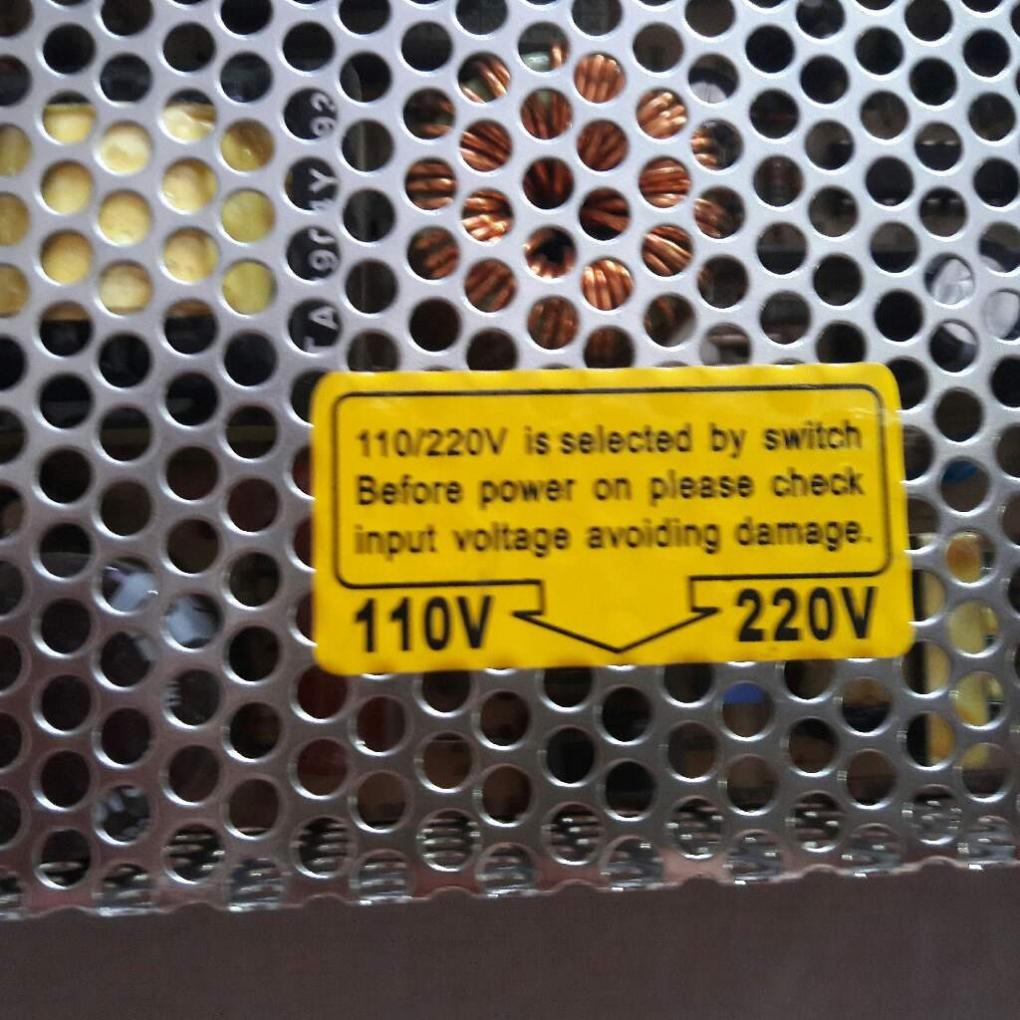 110/220V is selected by switch
Before power on please check
input voltage avoiding damage.
110V 220V